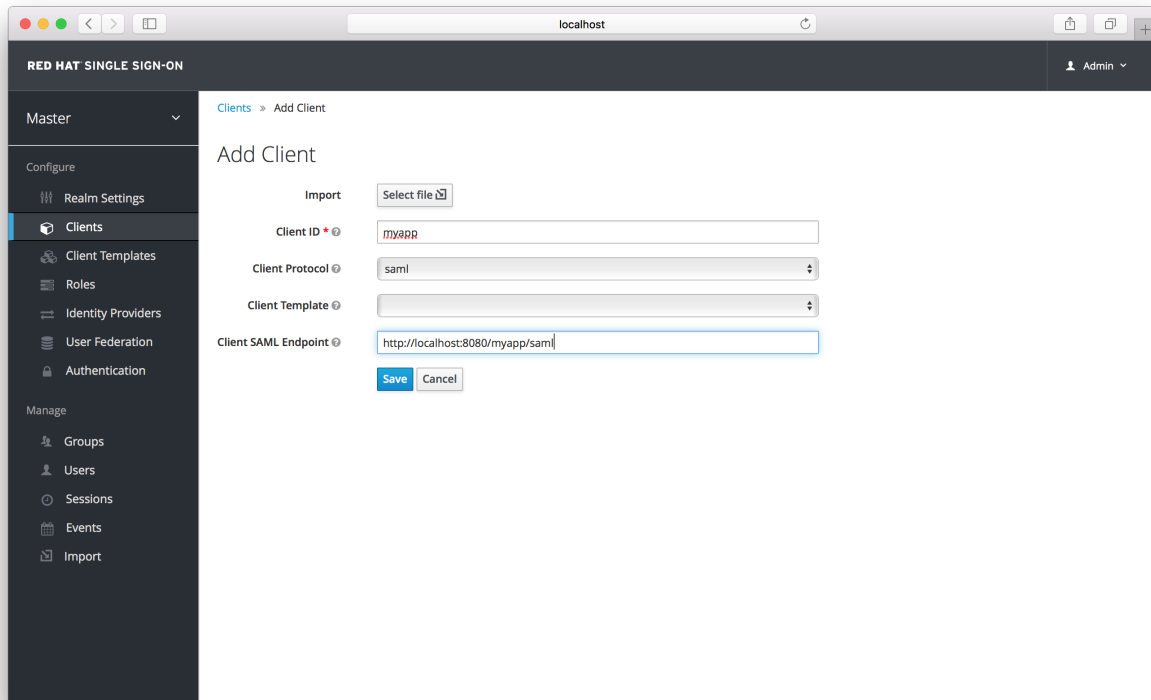 localhost
RED HAT SINGLE SIGN-ON
Admin
Master
Clients » Add Client
Add Client
Configure
Realm Settings
Clients
Client Templates
Roles
Identity Providers
User Federation
Authentication
Manage
Groups
Users
Sessions
Events
Import
Import Select file
Client ID * myapp
Client Protocol saml
Client Template
Client SAML Endpoint http://localhost:8080/myapp/saml
Save Cancel